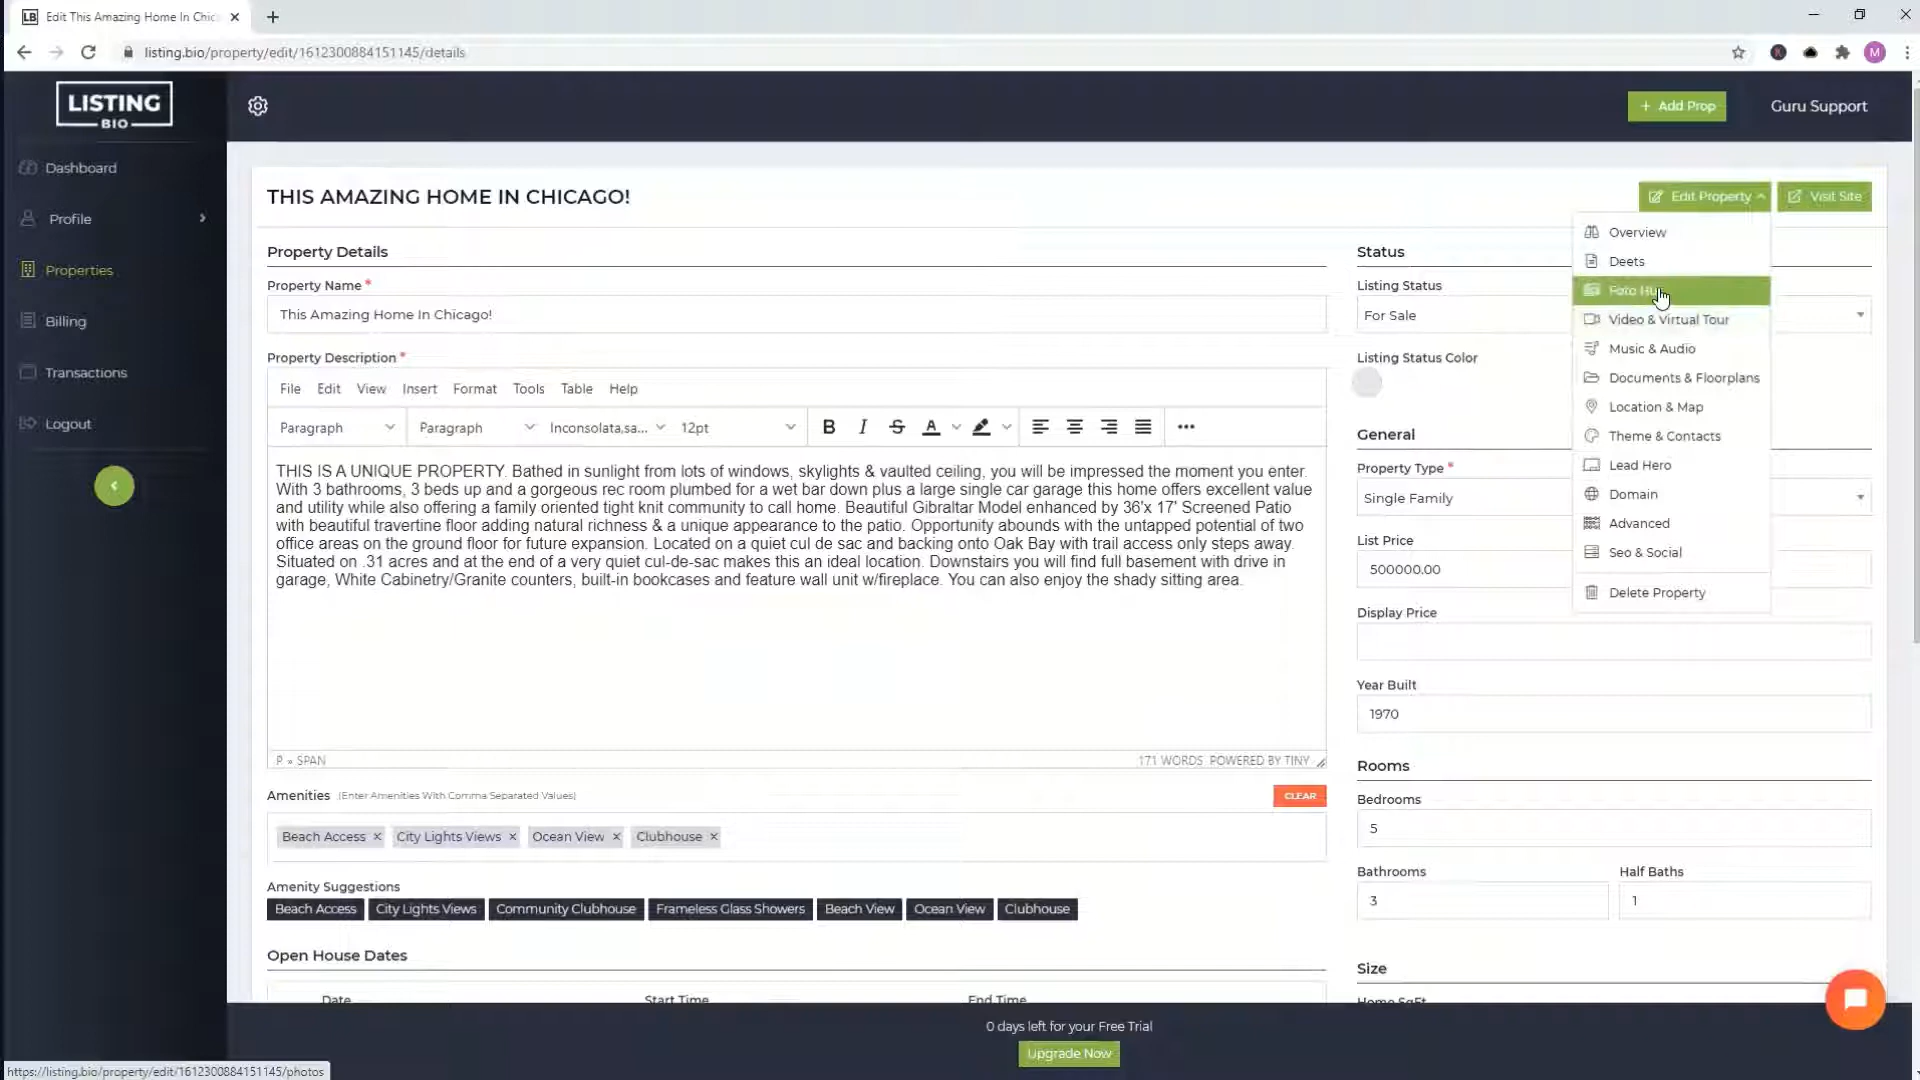 LB Edit This Amazing Home In Chic
listing.bio/property/edit/1612300884151145/details
M
LISTING
BIO
+ Add Prop
Guru Support
Dashboard
Profile
Properties
Billing
Transactions
Logout
THIS AMAZING HOME IN CHICAGO!
Edit Property
Visit Site
Overview
Deets
Foto
Video & Virtual Tour
Music & Audio
Documents & Floorplans
Location & Map
Theme & Contacts
Lead Hero
Domain
Advanced
Seo & Social
Delete Property
Property Details
Property Name *
This Amazing Home In Chicago!
Property Description *
File Edit View Insert Format Tools Table Help
Paragraph Paragraph Inconsolata,sa... 12pt B I S A ...
THIS IS A UNIQUE PROPERTY. Bathed in sunlight from lots of windows, skylights & vaulted ceiling, you will be impressed the moment you enter.
With 3 bathrooms, 3 beds up and a gorgeous rec room plumbed for a wet bar down plus a large single car garage this home offers excellent value
and utility while also offering a family oriented tight knit community to call home. Beautiful Gibraltar Model enhanced by 36'x 17' Screened Patio
with beautiful travertine floor adding natural richness & a unique appearance to the patio. Opportunity abounds with the untapped potential of two
office areas on the ground floor for future expansion. Located on a quiet cul de sac and backing onto Oak Bay with trail access only steps away.
Situated on .31 acres and at the end of a very quiet cul-de-sac makes this an ideal location. Downstairs you will find full basement with drive in
garage, White Cabinetry/Granite counters, built-in bookcases and feature wall unit w/fireplace. You can also enjoy the shady sitting area.
P » SPAN
171 WORDS POWERED BY TINY
Amenities (Enter Amenities With Comma Separated Values)
CLEAR
Beach Access × City Lights Views × Ocean View × Clubhouse ×
Amenity Suggestions
Beach Access City Lights Views Community Clubhouse Frameless Glass Showers Beach View Ocean View Clubhouse
Open House Dates
Date Start Time End Time
Status
Listing Status
For Sale
Listing Status Color
General
Property Type *
Single Family
List Price
500000.00
Display Price
Year Built
1970
Rooms
Bedrooms
5
Bathrooms Half Baths
3 1
Size
Home SqFt
0 days left for your Free Trial
Upgrade Now
https://listing.bio/property/edit/1612300884151145/photos